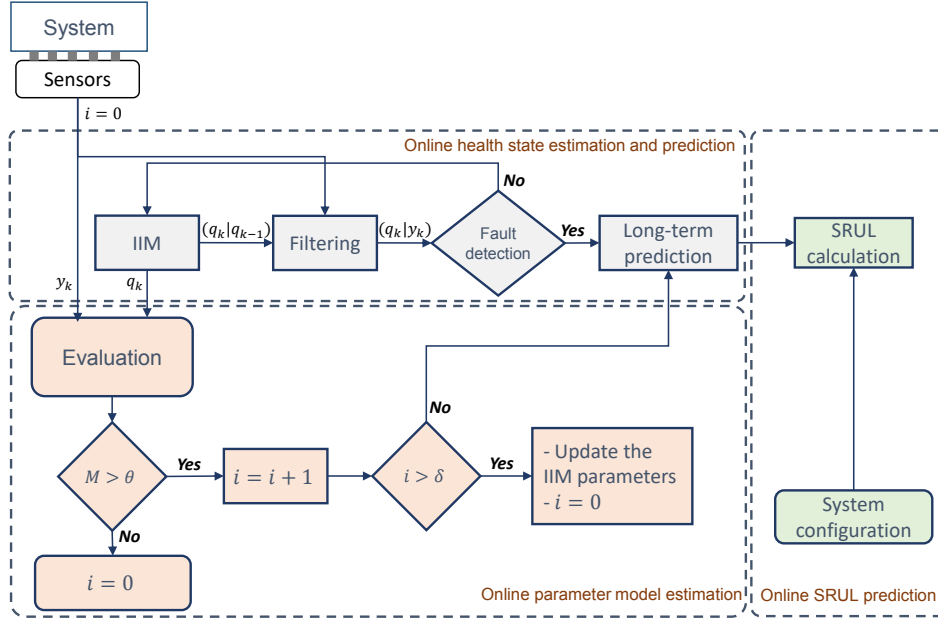 System
Sensors
i = 0
Online health state estimation and prediction
No
IIM
(q_k|q_{k-1})
Filtering
(q_k|y_k)
Fault
detection
Yes
Long-term
prediction
SRUL
calculation
y_k
q_k
Evaluation
No
M > θ
Yes
i = i + 1
i > δ
Yes
- Update the
IIM parameters
- i = 0
System
configuration
No
i = 0
Online parameter model estimation
Online SRUL prediction